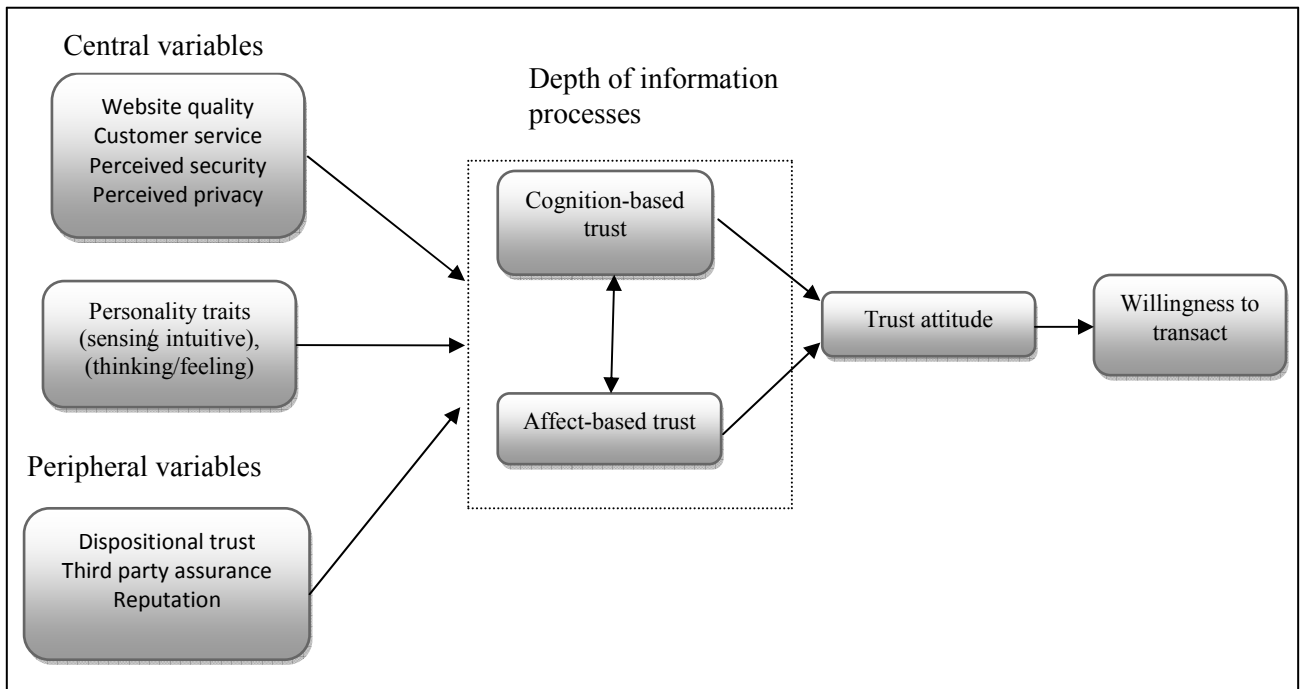 Central variables
Website quality
Customer service
Perceived security
Perceived privacy
Personality traits
(sensing/ intuitive),
(thinking/feeling)
Peripheral variables
Dispositional trust
Third party assurance
Reputation
Depth of information
processes
Cognition-based
trust
Affect-based trust
Trust attitude
Willingness to
transact